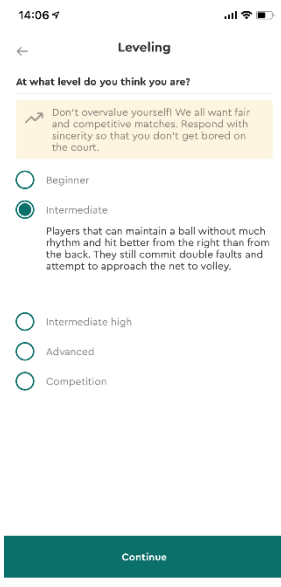 14:06
Leveling
At what level do you think you are?
Don't overvalue yourself! We all want fair
and competitive matches. Respond with
sincerity so that you don't get bored on
the court.
Beginner
Intermediate
Players that can maintain a ball without much
rhythm and hit better from the right than from
the back. They still commit double faults and
attempt to approach the net to volley.
Intermediate high
Advanced
Competition
Continue